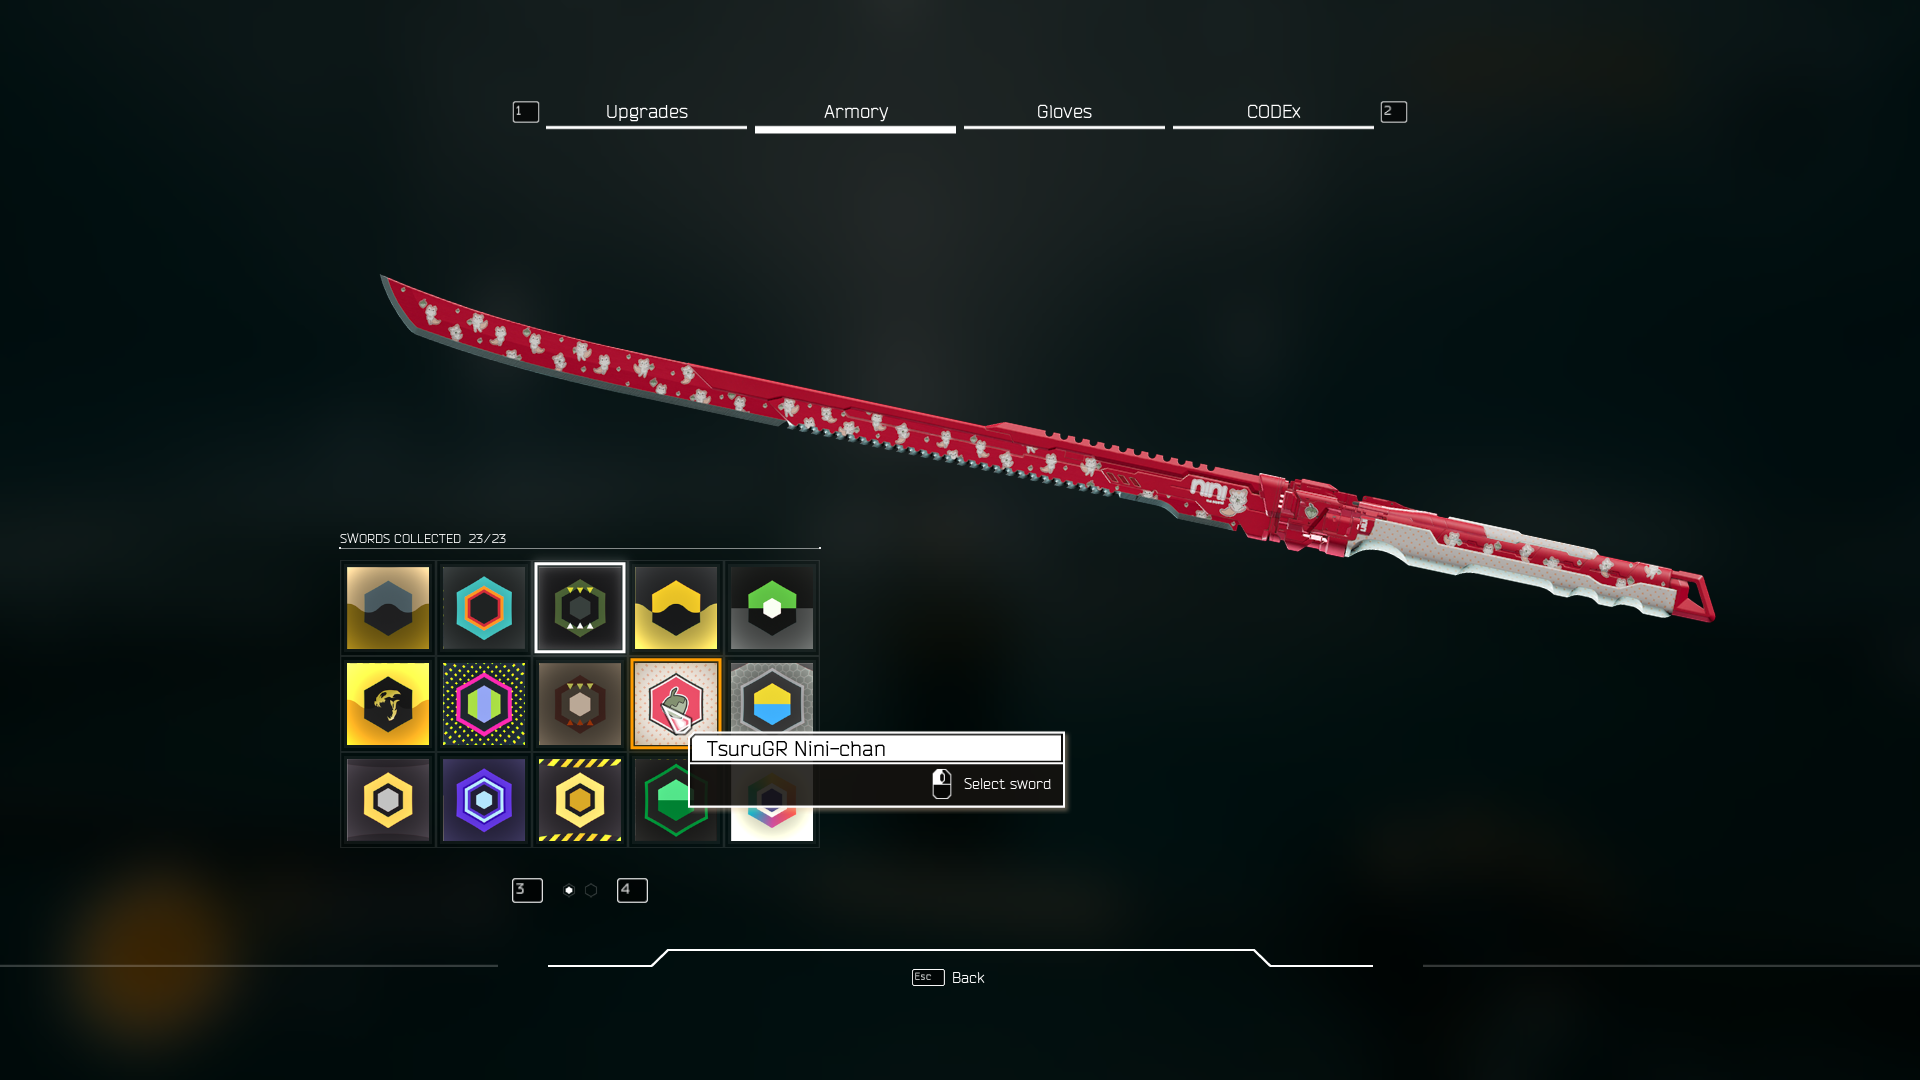 1 Upgrades Armory Gloves CODEx 2
nini
SWORDS COLLECTED 23/23
TsuruGR Nini-chan
Select sword
3 4
Esc Back